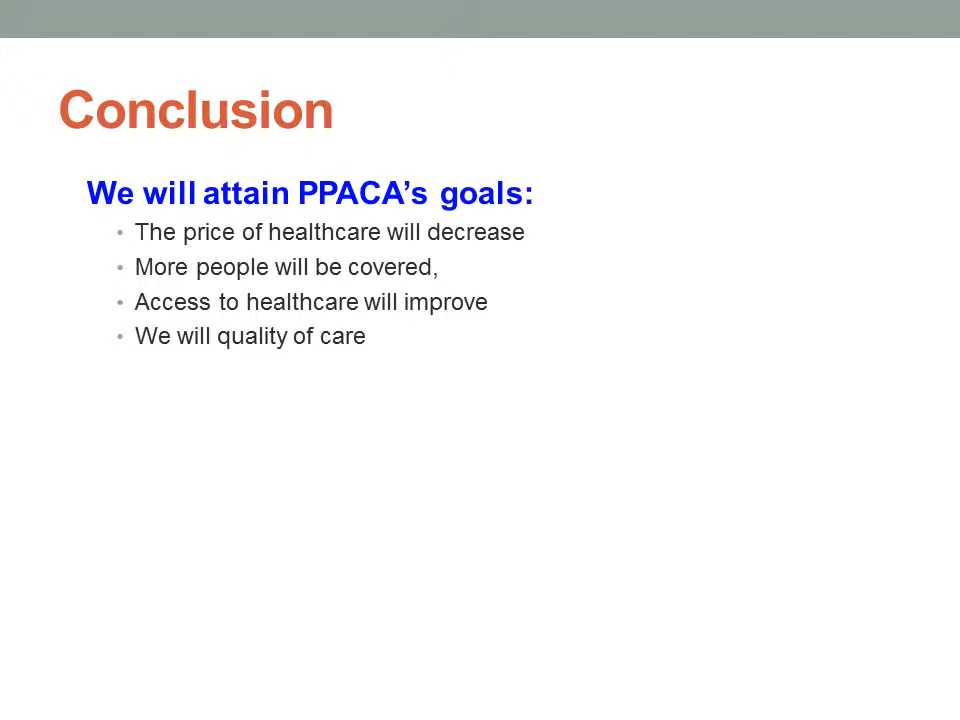 Conclusion
We will attain PPACA’s goals:
• The price of healthcare will decrease
• More people will be covered,
• Access to healthcare will improve
• We will quality of care